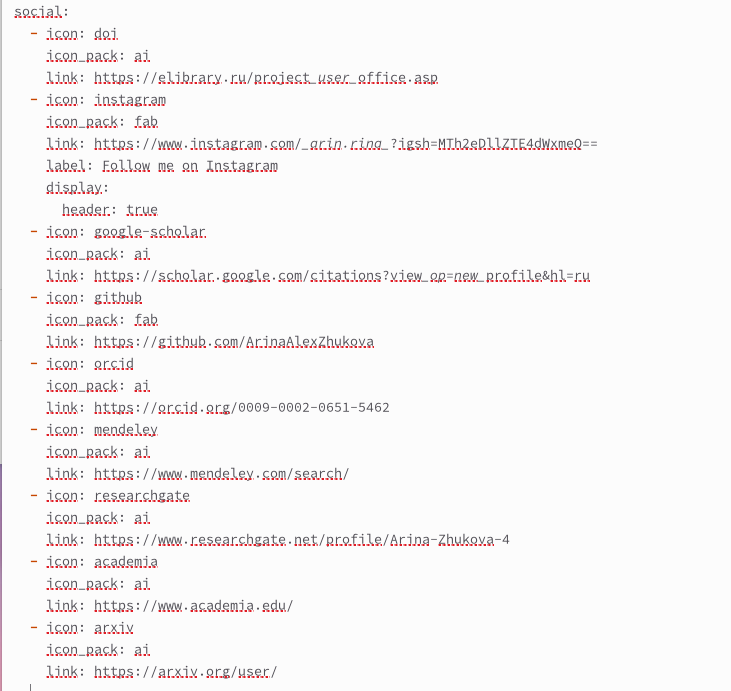 social:
  - icon: doi
    icon_pack: ai
    link: https://elibrary.ru/project_user_office.asp
  - icon: instagram
    icon_pack: fab
    link: https://www.instagram.com/_arin.ring_?igsh=MTh2eDllZTE4dWxmeQ==
    label: Follow me on Instagram
    display:
      header: true
  - icon: google-scholar
    icon_pack: ai
    link: https://scholar.google.com/citations?view_op=new_profile&hl=ru
  - icon: github
    icon_pack: fab
    link: https://github.com/ArinaAlexZhukova
  - icon: orcid
    icon_pack: ai
    link: https://orcid.org/0009-0002-0651-5462
  - icon: mendeley
    icon_pack: ai
    link: https://www.mendeley.com/search/
  - icon: researchgate
    icon_pack: ai
    link: https://www.researchgate.net/profile/Arina-Zhukova-4
  - icon: academia
    icon_pack: ai
    link: https://www.academia.edu/
  - icon: arxiv
    icon_pack: ai
    link: https://arxiv.org/user/